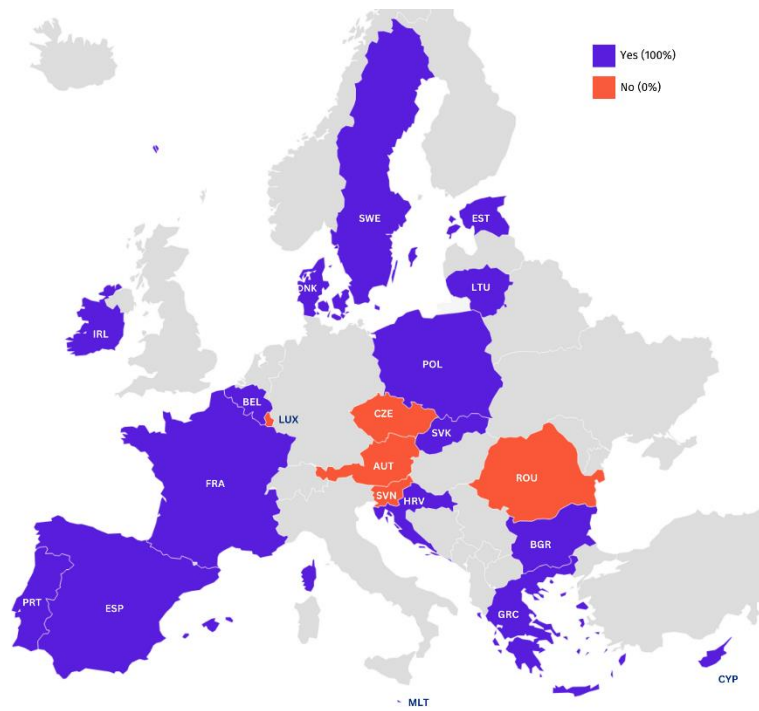 Yes (100%)
No (0%)
SWE
EST
DNK
LTU
IRL
POL
BEL
LUX
CZE
SVK
AUT
FRA
ROU
SVN
HRV
BGR
PRT
ESP
GRC
CYP
MLT